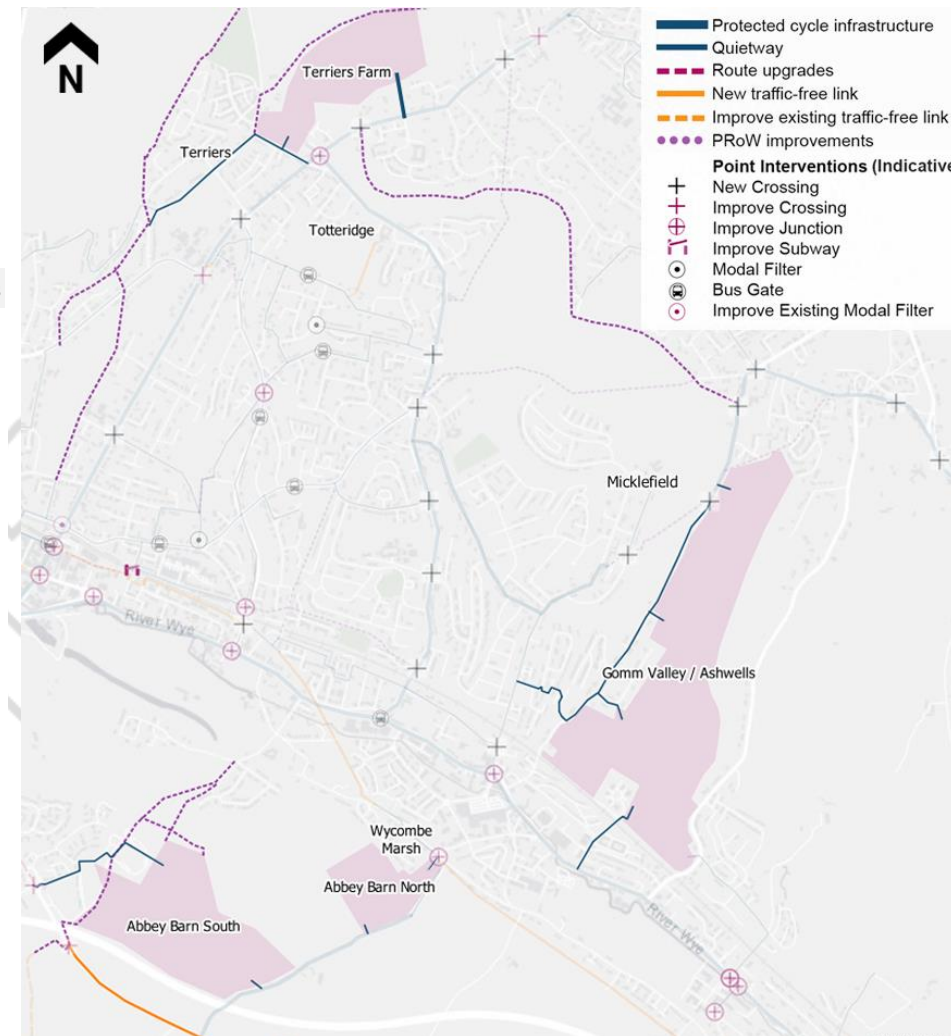 N
Protected cycle infrastructure
Quietway
Route upgrades
New traffic-free link
Improve existing traffic-free link
PRoW improvements
Point Interventions (Indicative
New Crossing
Improve Crossing
Improve Junction
Improve Subway
Modal Filter
Bus Gate
Improve Existing Modal Filter
Terriers Farm
Terriers
Totteridge
Micklefield
River Wye
Gomm Valley / Ashwells
Wycombe
Marsh
Abbey Barn North
Abbey Barn South
River Wye